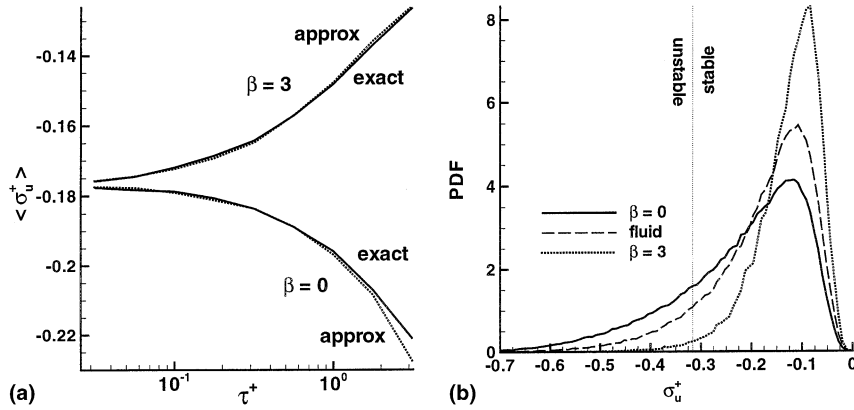 -0.14
-0.16
-0.18
-0.2
-0.22
<σu+>
approx
β = 3
exact
exact
β = 0
approx
10-1
100
τ+
(a)
8
6
4
2
0
PDF
unstable
stable
β = 0
fluid
β = 3
-0.7 -0.6 -0.5 -0.4 -0.3 -0.2 -0.1 0
σu+
(b)